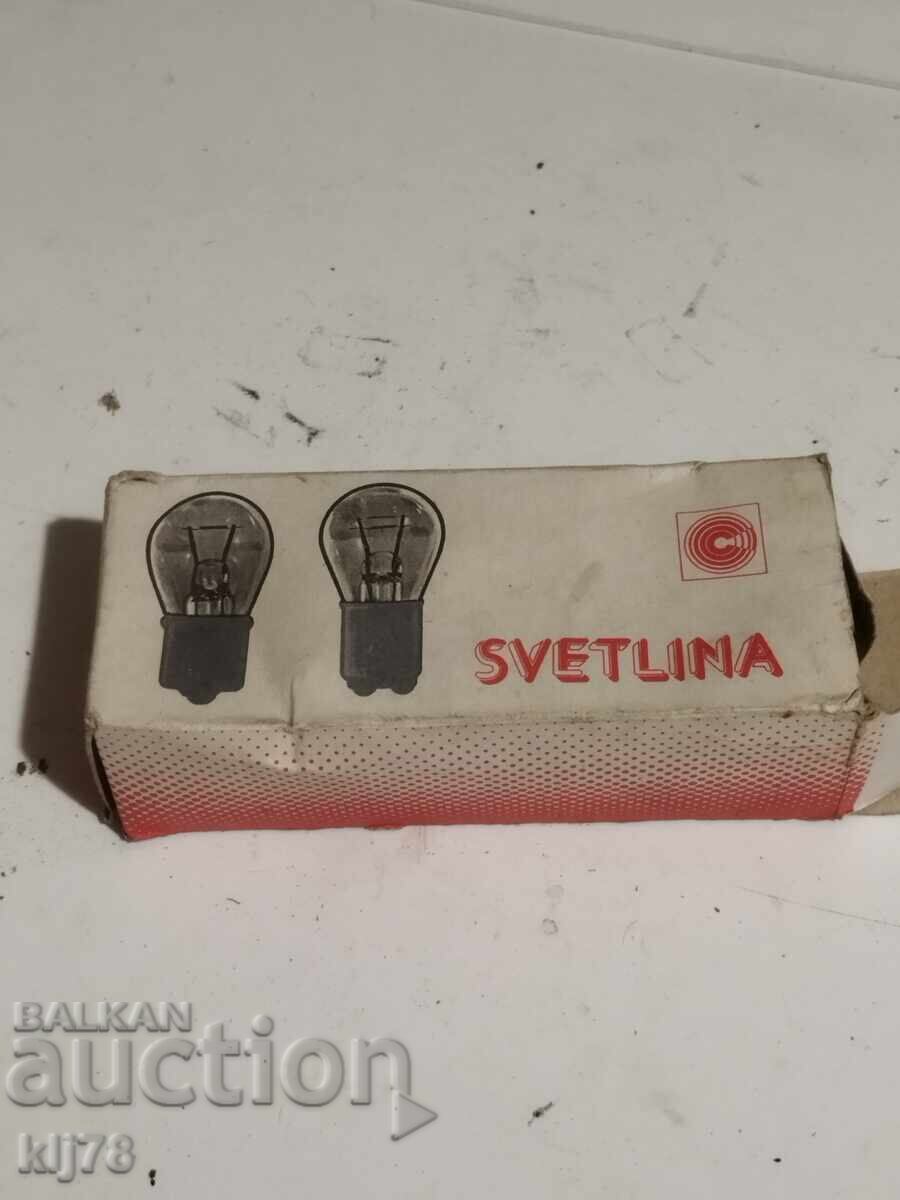 SVETLINA
BALKAN
auction
klj78